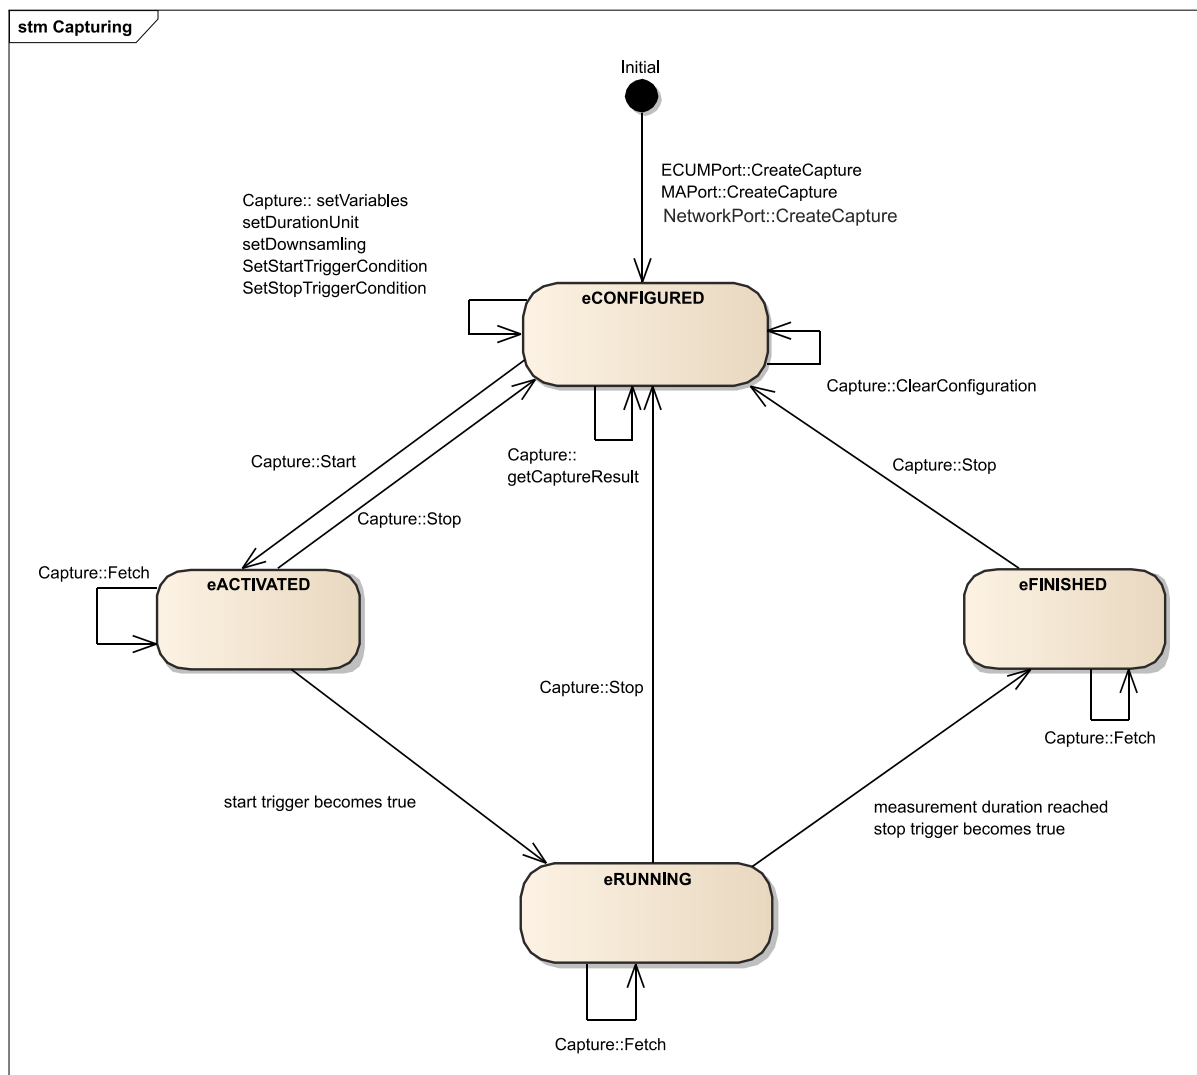 stm Capturing
Initial
ECUMPort::CreateCapture
MAPort::CreateCapture
NetworkPort::CreateCapture
Capture:: setVariables
setDurationUnit
setDownsamling
SetStartTriggerCondition
SetStopTriggerCondition
eCONFIGURED
Capture::ClearConfiguration
Capture::
getCaptureResult
Capture::Start
Capture::Stop
Capture::Stop
Capture::Fetch
eACTIVATED
eFINISHED
Capture::Stop
Capture::Fetch
start trigger becomes true
measurement duration reached
stop trigger becomes true
eRUNNING
Capture::Fetch